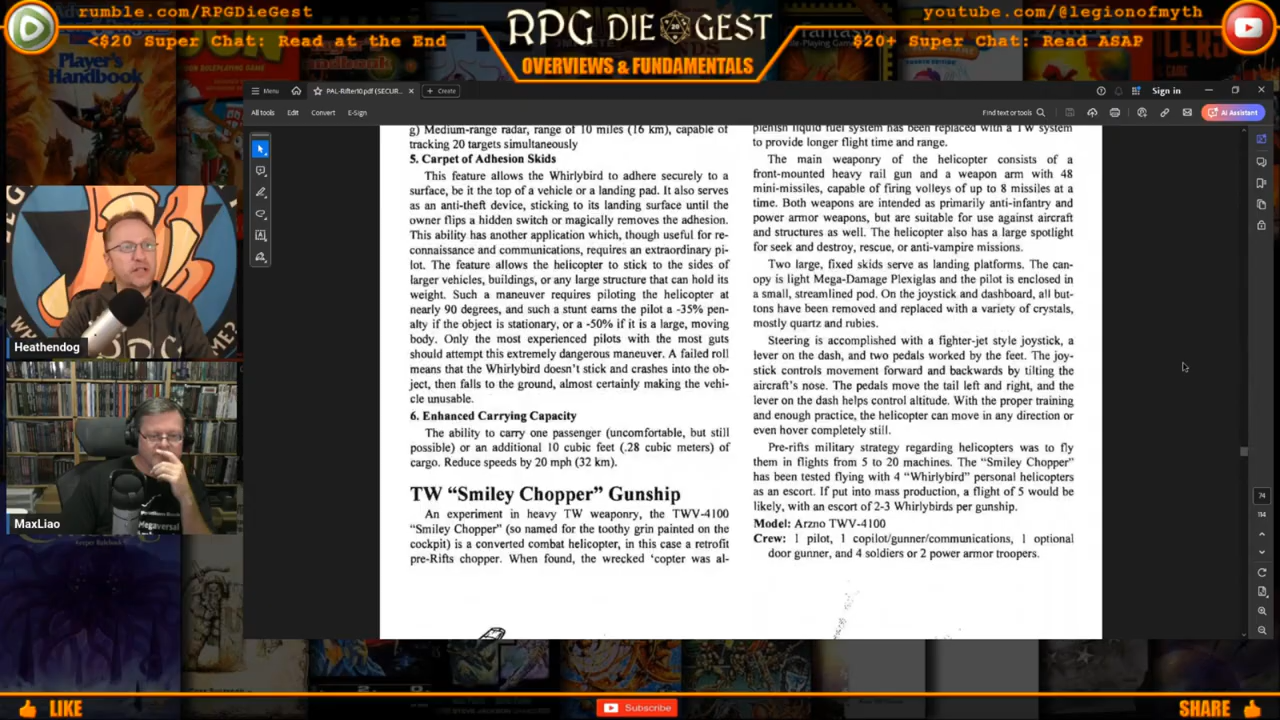 rumble.com/RPGDieGest
<$20 Super Chat: Read at the End
RPG DIE GEST
OVERVIEWS & FUNDAMENTALS
youtube.com/@legionofmyth
$20+ Super Chat: Read ASAP
Player's
Handbook
Menu
PAL-Rifter10.pdf (SECUR...
Create
Sign in
All tools
Edit
Convert
E-Sign
Find text or tools
AI Assistant
g) Medium-range radar, range of 10 miles (16 km), capable of
tracking 20 targets simultaneously
5. Carpet of Adhesion Skids
This feature allows the Whirlybird to adhere securely to a
surface, be it the top of a vehicle or a landing pad. It also serves
as an anti-theft device, sticking to its landing surface until the
owner flips a hidden switch or magically removes the adhesion.
This ability has another application which, though useful for re-
connaissance and communications, requires an extraordinary pi-
lot. The feature allows the helicopter to stick to the sides of
larger vehicles, buildings, or any large structure that can hold its
weight. Such a maneuver requires piloting the helicopter at
nearly 90 degrees, and such a stunt earns the pilot a -35% pen-
alty if the object is stationary, or a -50% if it is a large, moving
body. Only the most experienced pilots with the most guts
should attempt this extremely dangerous maneuver. A failed roll
means that the Whirlybird doesn't stick and crashes into the ob-
ject, then falls to the ground, almost certainly making the vehi-
cle unusable.
6. Enhanced Carrying Capacity
The ability to carry one passenger (uncomfortable, but still
possible) or an additional 10 cubic feet (.28 cubic meters) of
cargo. Reduce speeds by 20 mph (32 km).
TW "Smiley Chopper" Gunship
An experiment in heavy TW weaponry, the TWV-4100
"Smiley Chopper" (so named for the toothy grin painted on the
cockpit) is a converted combat helicopter, in this case a retrofit
pre-Rifts chopper. When found, the wrecked 'copter was al-
plenish liquid fuel system has been replaced with a TW system
to provide longer flight time and range.
The main weaponry of the helicopter consists of a
front-mounted heavy rail gun and a weapon arm with 48
mini-missiles, capable of firing volleys of up to 8 missiles at a
time. Both weapons are intended as primarily anti-infantry and
power armor weapons, but are suitable for use against aircraft
and structures as well. The helicopter also has a large spotlight
for seek and destroy, rescue, or anti-vampire missions.
Two large, fixed skids serve as landing platforms. The can-
opy is light Mega-Damage Plexiglas and the pilot is enclosed in
a small, streamlined pod. On the joystick and dashboard, all but-
tons have been removed and replaced with a variety of crystals,
mostly quartz and rubies.
Steering is accomplished with a fighter-jet style joystick, a
lever on the dash, and two pedals worked by the feet. The joy-
stick controls movement forward and backwards by tilting the
aircraft's nose. The pedals move the tail left and right, and the
lever on the dash helps control altitude. With the proper training
and enough practice, the helicopter can move in any direction or
even hover completely still.
Pre-rifts military strategy regarding helicopters was to fly
them in flights from 5 to 20 machines. The "Smiley Chopper"
has been tested flying with 4 "Whirlybird" personal helicopters
as an escort. If put into mass production, a flight of 5 would be
likely, with an escort of 2-3 Whirlybirds per gunship.
Model: Arzno TWV-4100
Crew: 1 pilot, 1 copilot/gunner/communications, 1 optional
door gunner, and 4 soldiers or 2 power armor troopers.
74
114
Heathendog
MaxLiao
LIKE
Subscribe
SHARE